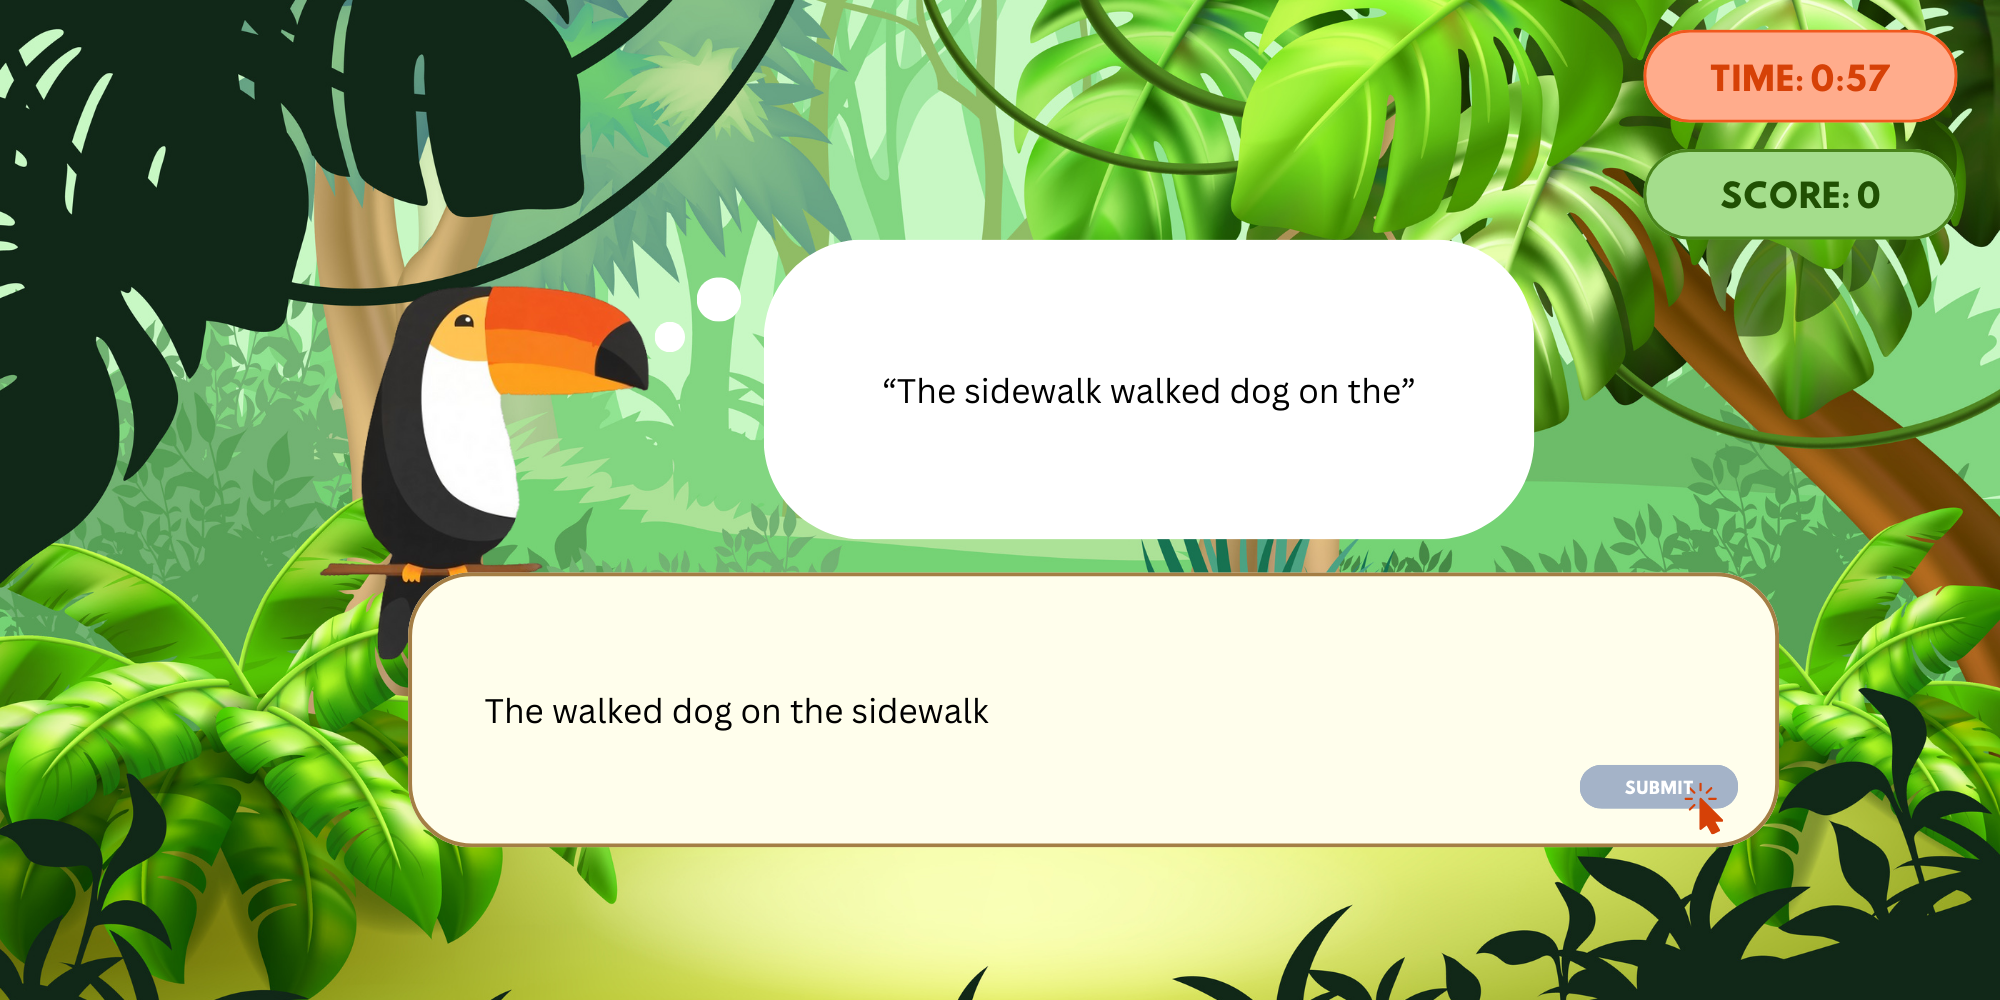 TIME: 0:57
SCORE: 0
“The sidewalk walked dog on the”
The walked dog on the sidewalk
SUBMIT